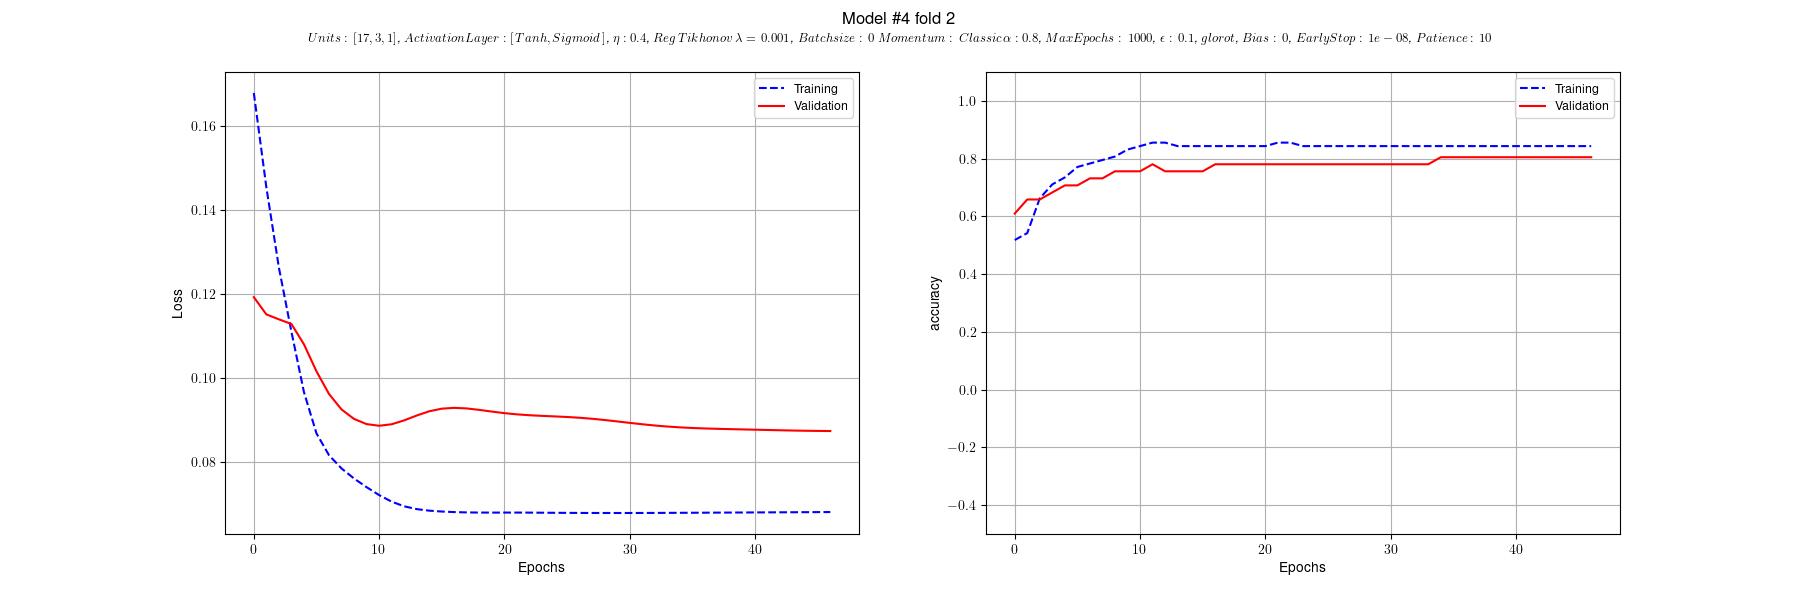 Model #4 fold 2
Units : [17, 3, 1], ActivationLayer : [Tanh, Sigmoid], η : 0.4, Reg Tikhonov λ = 0.001, Batchsize : 0 Momentum : Classicα : 0.8, MaxEpochs : 1000, ϵ : 0.1, glorot, Bias : 0, EarlyStop : 1e − 08, Patience : 10
Loss
0.16
0.14
0.12
0.10
0.08
Training
Validation
0 10 20 30 40
Epochs
accuracy
1.0
0.8
0.6
0.4
0.2
0.0
−0.2
−0.4
Training
Validation
0 10 20 30 40
Epochs